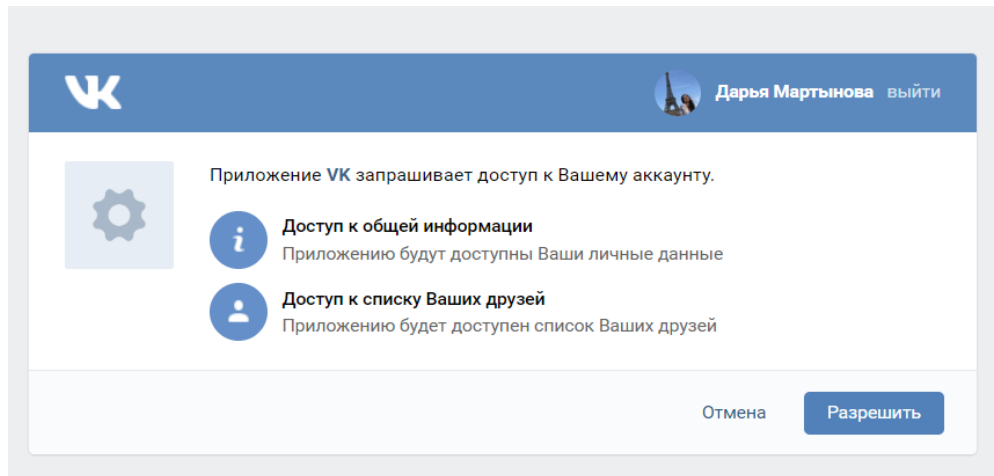 VK
Дарья Мартынова выйти
Приложение VK запрашивает доступ к Вашему аккаунту.
Доступ к общей информации
Приложению будут доступны Ваши личные данные
Доступ к списку Ваших друзей
Приложению будет доступен список Ваших друзей
Отмена Разрешить